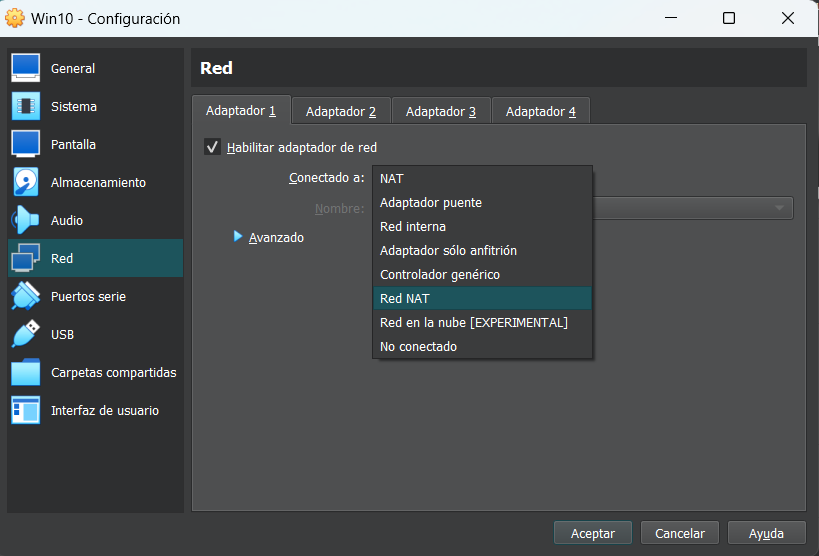 Win10 - Configuración
General
Sistema
Pantalla
Almacenamiento
Audio
Red
Puertos serie
USB
Carpetas compartidas
Interfaz de usuario
Red
Adaptador 1 Adaptador 2 Adaptador 3 Adaptador 4
Habilitar adaptador de red
Conectado a:
NAT
Adaptador puente
Red interna
Adaptador sólo anfitrión
Controlador genérico
Red NAT
Red en la nube [EXPERIMENTAL]
No conectado
Nombre:
Avanzado
Aceptar Cancelar Ayuda